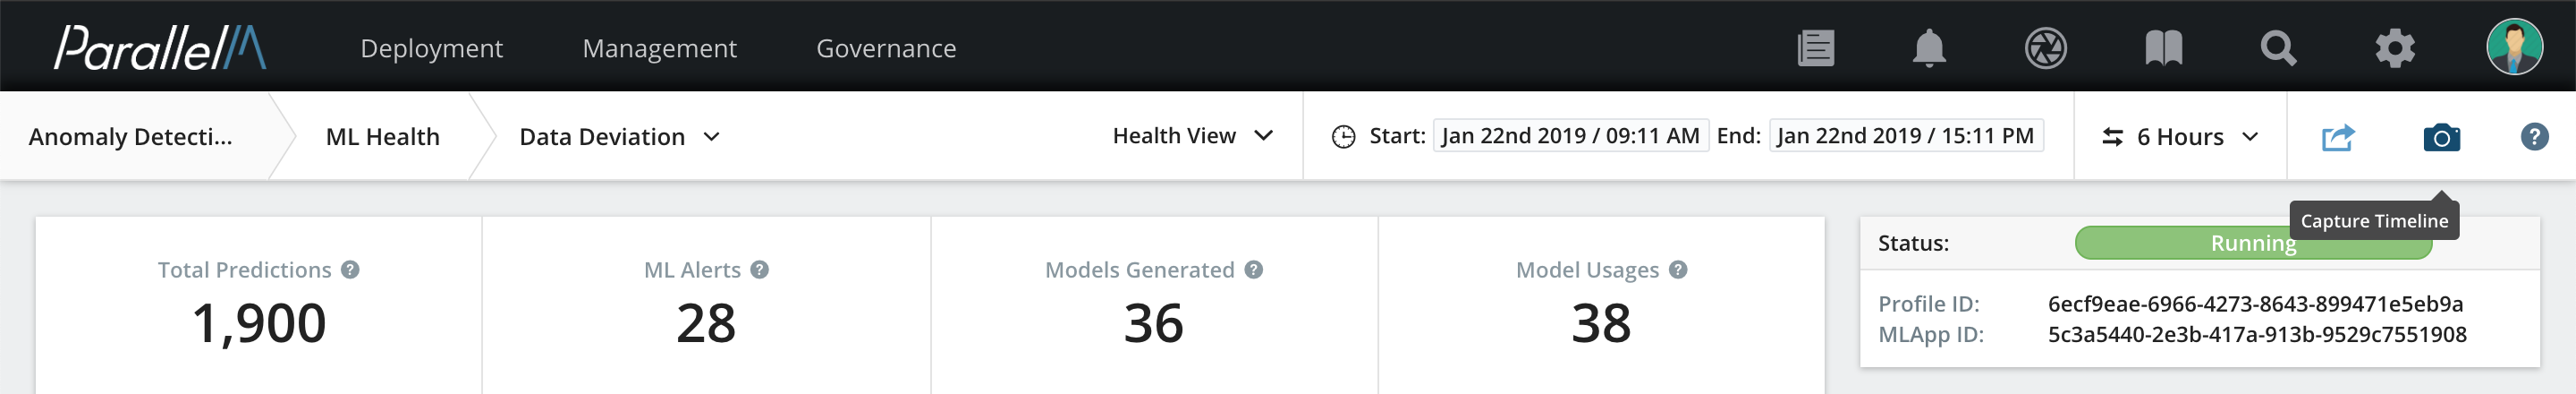 ParallelM Deployment Management Governance
Anomaly Detecti... ML Health Data Deviation Health View Start: Jan 22nd 2019 / 09:11 AM End: Jan 22nd 2019 / 15:11 PM 6 Hours ?
Capture Timeline
Total Predictions ? ML Alerts ? Models Generated ? Model Usages ?
1,900 28 36 38
Status: Running
Profile ID: 6ecf9eae-6966-4273-8643-899471e5eb9a
MLApp ID: 5c3a5440-2e3b-417a-913b-9529c7551908